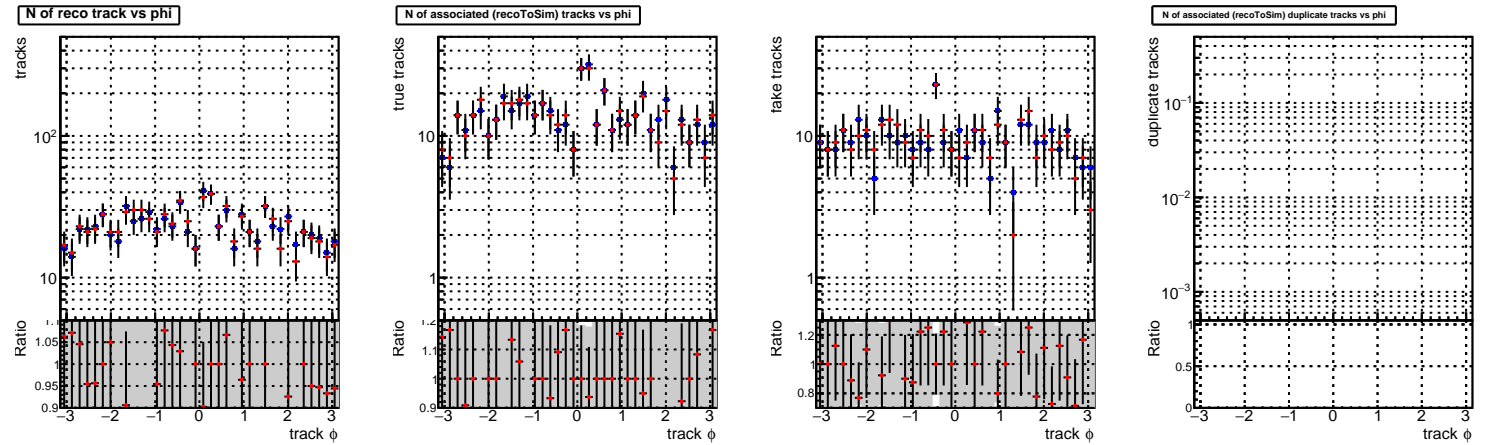 N of reco track vs phi
tracks
10²
10
Ratio
1.1
1.05
1
0.95
0.9
−3 −2 −1 0 1 2 3
track φ
N of associated (recoToSim) tracks vs phi
true tracks
10
1
Ratio
1.2
1.1
1
0.9
−3 −2 −1 0 1 2 3
track φ
fake tracks
10
1
Ratio
1.2
1
0.8
−3 −2 −1 0 1 2 3
track φ
N of associated (recoToSim) duplicate tracks vs phi
duplicate tracks
10⁻¹
10⁻²
10⁻³
Ratio
1
0.5
0
−3 −2 −1 0 1 2 3
track φ